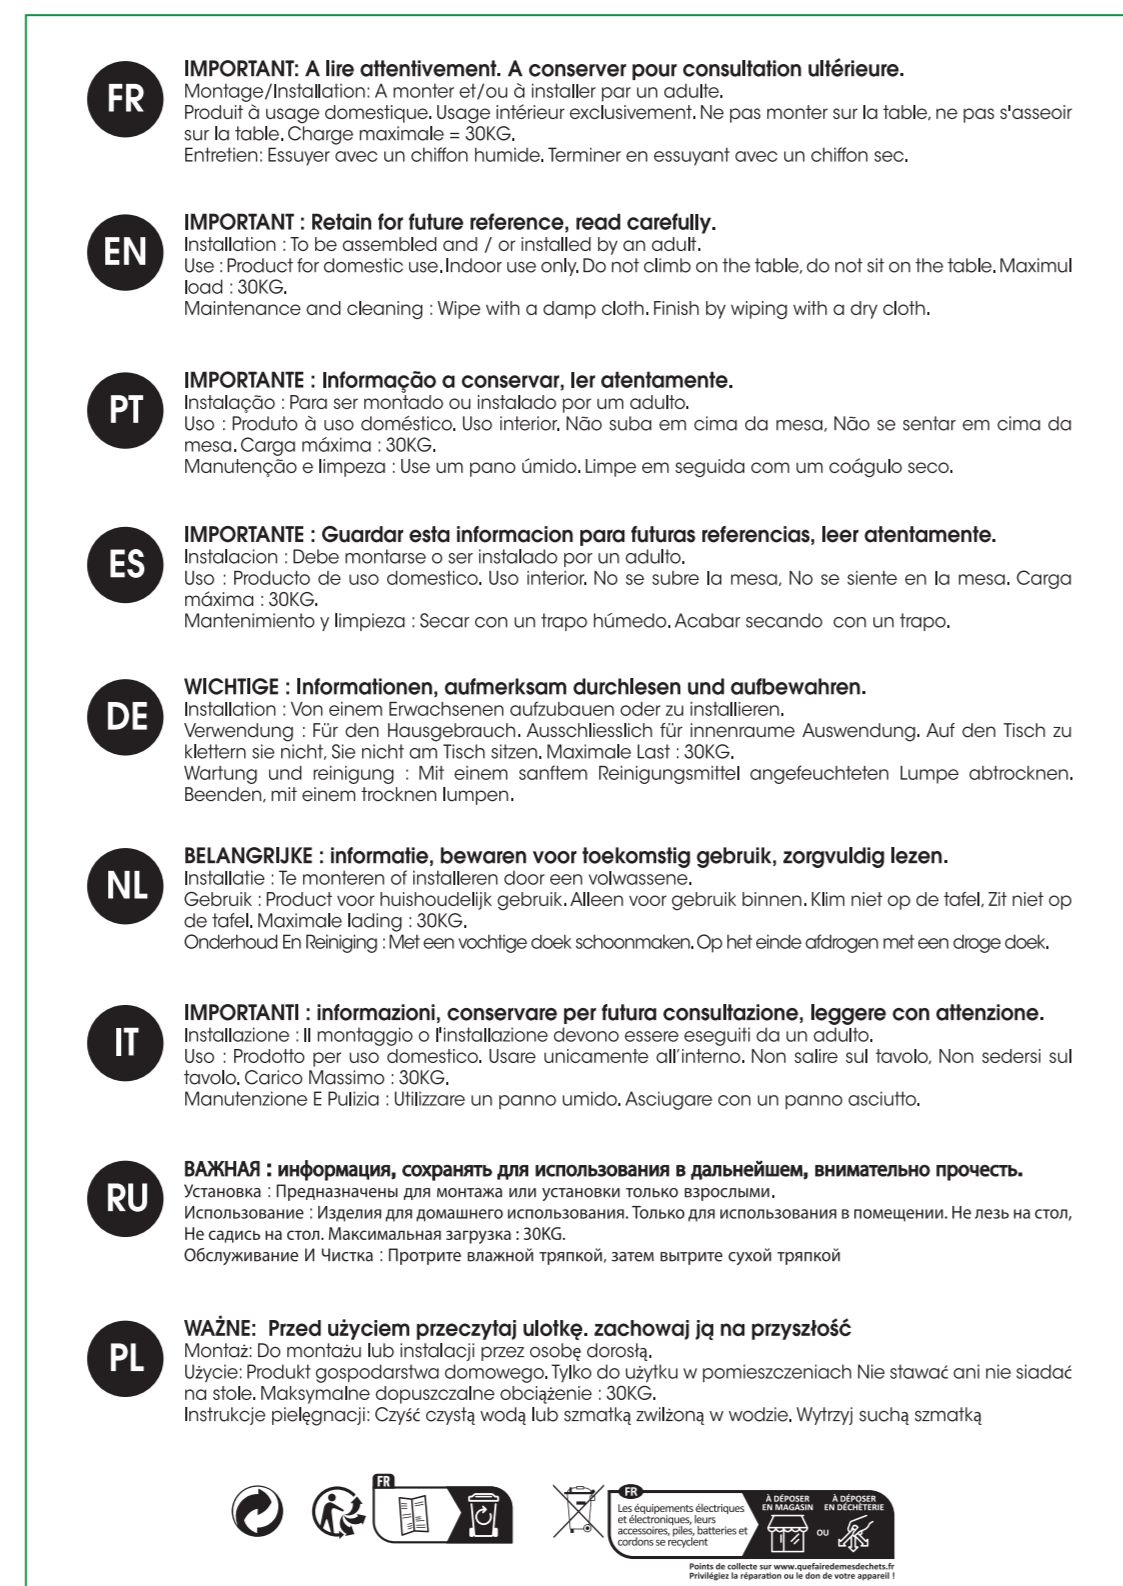 FR
IMPORTANT: A lire attentivement. A conserver pour consultation ultérieure.
Montage/Installation: A monter et/ou à installer par un adulte.
Produit à usage domestique. Usage intérieur exclusivement. Ne pas monter sur la table, ne pas s'asseoir
sur la table. Charge maximale = 30KG.
Entretien: Essuyer avec un chiffon humide. Terminer en essuyant avec un chiffon sec.
EN
IMPORTANT : Retain for future reference, read carefully.
Installation : To be assembled and / or installed by an adult.
Use : Product for domestic use. Indoor use only. Do not climb on the table, do not sit on the table. Maximul
load : 30KG.
Maintenance and cleaning : Wipe with a damp cloth. Finish by wiping with a dry cloth.
PT
IMPORTANTE : Informação a conservar, ler atentamente.
Instalação : Para ser montado ou instalado por um adulto.
Uso : Produto à uso doméstico. Uso interior. Não suba em cima da mesa, Não se sentar em cima da
mesa. Carga máxima : 30KG.
Manutenção e limpeza : Use um pano úmido. Limpe em seguida com um coágulo seco.
ES
IMPORTANTE : Guardar esta informacion para futuras referencias, leer atentamente.
Instalacion : Debe montarse o ser instalado por un adulto.
Uso : Producto de uso domestico. Uso interior. No se subre la mesa, No se siente en la mesa. Carga
máxima : 30KG.
Mantenimiento y limpieza : Secar con un trapo húmedo. Acabar secando con un trapo.
DE
WICHTIGE : Informationen, aufmerksam durchlesen und aufbewahren.
Installation : Von einem Erwachsenen aufzubauen oder zu installieren.
Verwendung : Für den Hausgebrauch. Ausschliesslich für innenraume Auswendung. Auf den Tisch zu
klettern sie nicht, Sie nicht am Tisch sitzen. Maximale Last : 30KG.
Wartung und reinigung : Mit einem sanftem Reinigungsmittel angefeuchteten Lumpe abtrocknen.
Beenden, mit einem trocknen lumpen.
NL
BELANGRIJKE : informatie, bewaren voor toekomstig gebruik, zorgvuldig lezen.
Installatie : Te monteren of installeren door een volwassene.
Gebruik : Product voor huishoudelijk gebruik. Alleen voor gebruik binnen. Klim niet op de tafel, Zit niet op
de tafel. Maximale lading : 30KG.
Onderhoud En Reiniging : Met een vochtige doek schoonmaken. Op het einde afdrogen met een droge doek.
IT
IMPORTANTI : informazioni, conservare per futura consultazione, leggere con attenzione.
Installazione : Il montaggio o l'installazione devono essere eseguiti da un adulto.
Uso : Prodotto per uso domestico. Usare unicamente all'interno. Non salire sul tavolo, Non sedersi sul
tavolo. Carico Massimo : 30KG.
Manutenzione E Pulizia : Utilizzare un panno umido. Asciugare con un panno asciutto.
RU
ВАЖНАЯ : информация, сохранять для использования в дальнейшем, внимательно прочесть.
Установка : Предназначены для монтажа или установки только взрослыми.
Использование : Изделия для домашнего использования. Только для использования в помещении. Не лезь на стол,
Не садись на стол. Максимальная загрузка : 30KG.
Обслуживание И Чистка : Протрите влажной тряпкой, затем вытрите сухой тряпкой
PL
WAŻNE: Przed użyciem przeczytaj ulotkę. zachowaj ją na przyszłość
Montaż: Do montażu lub instalacji przez osobę dorosłą.
Użycie: Produkt gospodarstwa domowego. Tylko do użytku w pomieszczeniach Nie stawać ani nie siadać
na stole. Maksymalne dopuszczalne obciążenie : 30KG.
Instrukcje pielęgnacji: Czyść czystą wodą lub szmatką zwilżoną w wodzie. Wytrzyj suchą szmatką
FR
FR
Les équipements électriques
et électroniques, leurs
accessoires, piles, batteries et
cordons se recyclent
À DÉPOSER
EN MAGASIN
OU
À DÉPOSER
EN DÉCHÈTERIE
Points de collecte sur www.quefairedemesdechets.fr
Privilégiez la réparation ou le don de votre appareil !